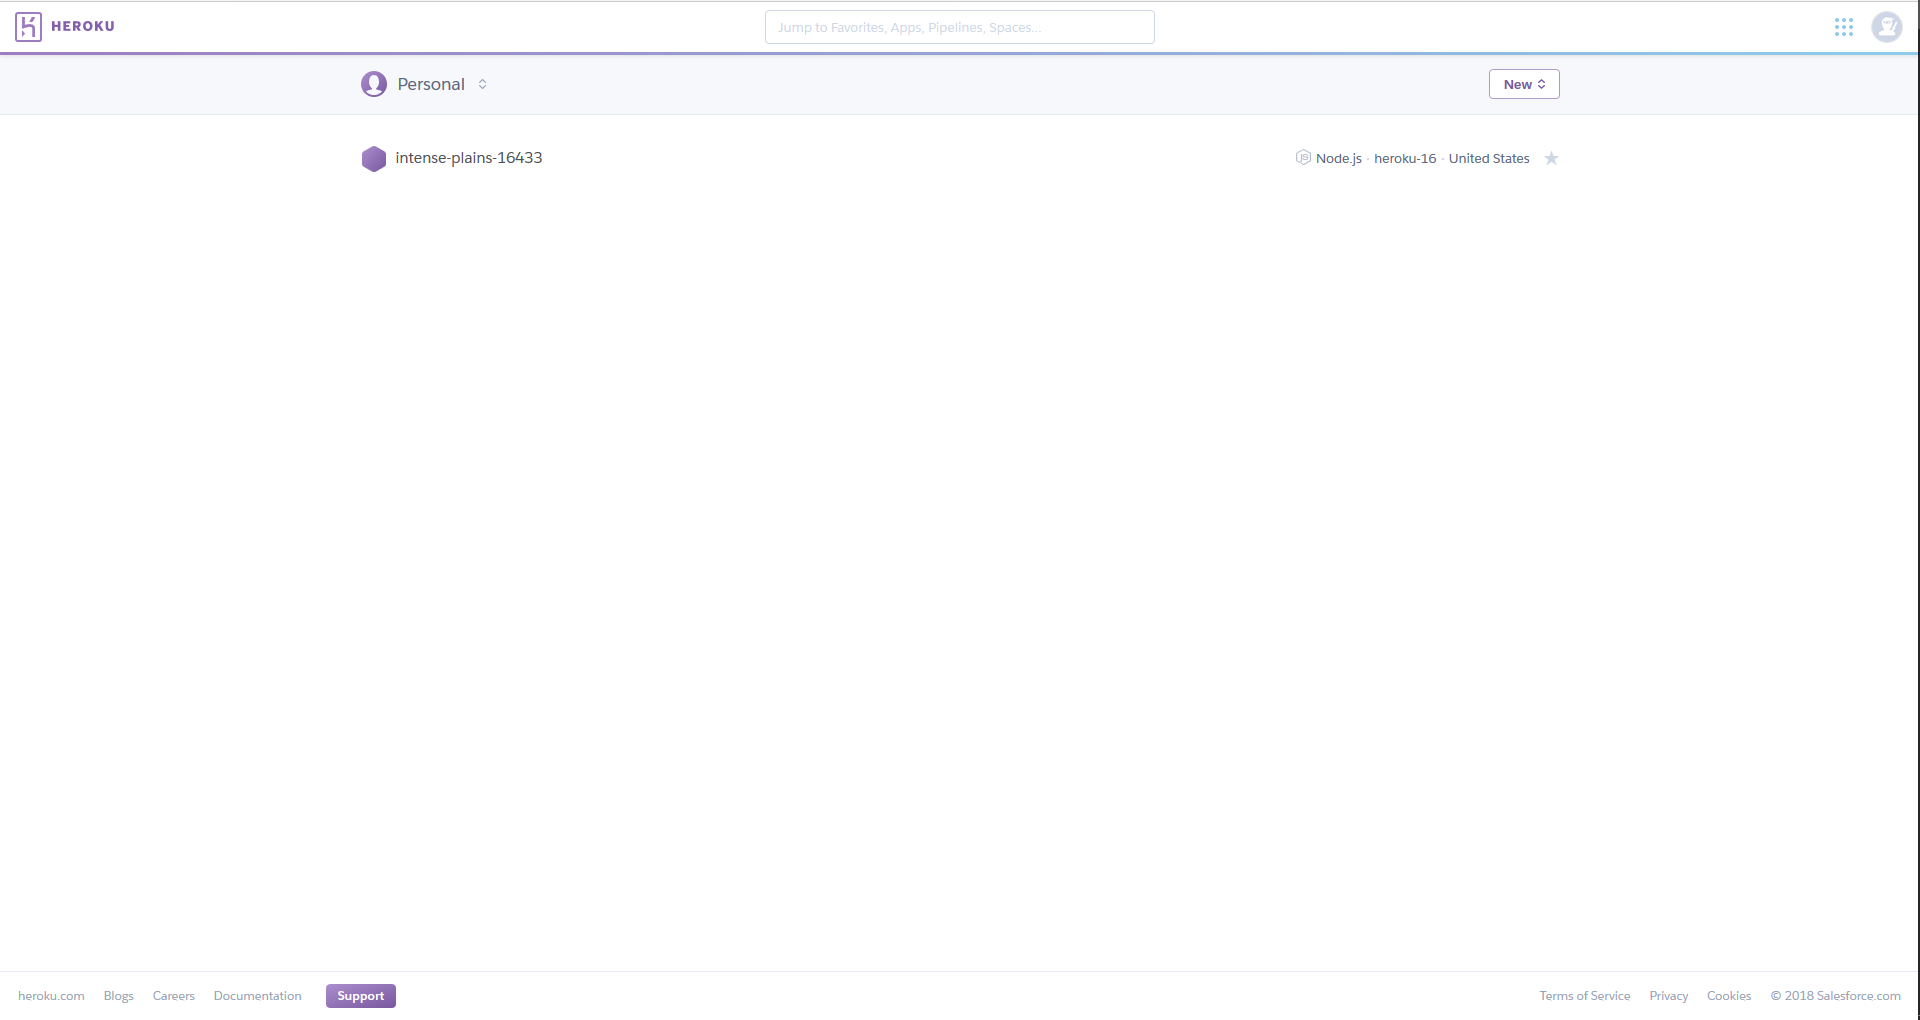 HEROKU
Jump to Favorites, Apps, Pipelines, Spaces...
Personal
New
intense-plains-16433
Node.js · heroku-16 · United States
heroku.com Blogs Careers Documentation Support
Terms of Service Privacy Cookies © 2018 Salesforce.com